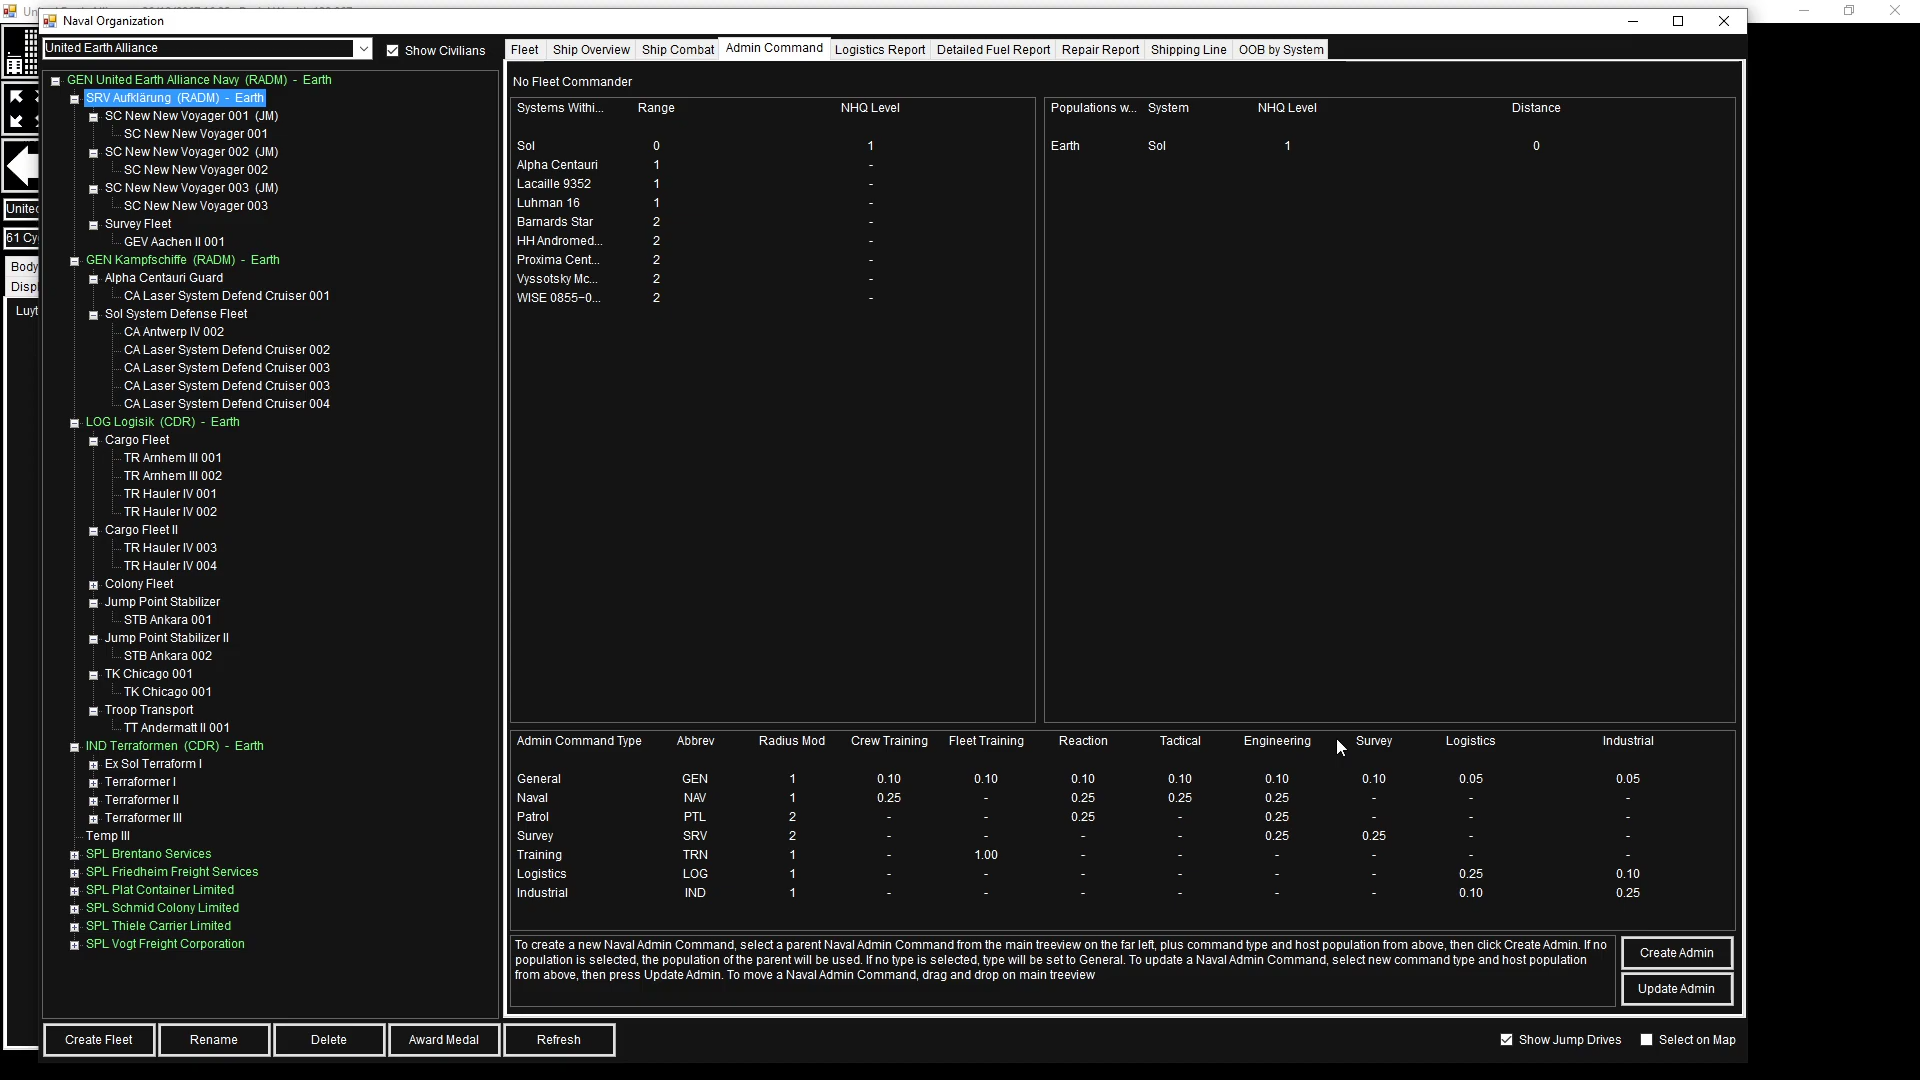 Naval Organization
United Earth Alliance
Show Civilians
Fleet Ship Overview Ship Combat Admin Command Logistics Report Detailed Fuel Report Repair Report Shipping Line OOB by System
GEN United Earth Alliance Navy (RADM) - Earth
SRV Aufklärung (RADM) - Earth
SC New New Voyager 001 (JM)
SC New New Voyager 001
SC New New Voyager 002 (JM)
SC New New Voyager 002
SC New New Voyager 003 (JM)
SC New New Voyager 003
Survey Fleet
GEV Aachen II 001
GEN Kampfschiffe (RADM) - Earth
Alpha Centauri Guard
CA Laser System Defend Cruiser 001
Sol System Defense Fleet
CA Antwerp IV 002
CA Laser System Defend Cruiser 002
CA Laser System Defend Cruiser 003
CA Laser System Defend Cruiser 003
CA Laser System Defend Cruiser 004
LOG Logisik (CDR) - Earth
Cargo Fleet
TR Arnhem III 001
TR Arnhem III 002
TR Hauler IV 001
TR Hauler IV 002
Cargo Fleet II
TR Hauler IV 003
TR Hauler IV 004
Colony Fleet
Jump Point Stabilizer
STB Ankara 001
Jump Point Stabilizer II
STB Ankara 002
TK Chicago 001
TK Chicago 001
Troop Transport
TT Andermatt II 001
IND Terraformen (CDR) - Earth
Ex Sol Terraform I
Terraformer I
Terraformer II
Terraformer III
Temp III
SPL Brentano Services
SPL Friedheim Freight Services
SPL Plat Container Limited
SPL Schmid Colony Limited
SPL Thiele Carrier Limited
SPL Vogt Freight Corporation
No Fleet Commander
Systems Withi... Range NHQ Level
Sol 0 1
Alpha Centauri 1 -
Lacaille 9352 1 -
Luhman 16 1 -
Barnards Star 2 -
HH Andromed... 2 -
Proxima Cent... 2 -
Vyssotsky Mc... 2 -
WISE 0855-0... 2 -
Populations w... System NHQ Level Distance
Earth Sol 1 0
Admin Command Type Abbrev Radius Mod Crew Training Fleet Training Reaction Tactical Engineering Survey Logistics Industrial
General GEN 1 0.10 0.10 0.10 0.10 0.10 0.10 0.05 0.05
Naval NAV 1 0.25 - 0.25 0.25 0.25 - - -
Patrol PTL 2 - - 0.25 - 0.25 - - -
Survey SRV 2 - - - - 0.25 0.25 - -
Training TRN 1 - 1.00 - - - - - -
Logistics LOG 1 - - - - - - 0.25 0.10
Industrial IND 1 - - - - - - 0.10 0.25
To create a new Naval Admin Command, select a parent Naval Admin Command from the main treeview on the far left, plus command type and host population from above, then click Create Admin. If no
population is selected, the population of the parent will be used. If no type is selected, type will be set to General. To update a Naval Admin Command, select new command type and host population
from above, then press Update Admin. To move a Naval Admin Command, drag and drop on main treeview
Create Admin
Update Admin
Create Fleet Rename Delete Award Medal Refresh
Show Jump Drives Select on Map
United
61 Cy
Body
Displ
Luyt